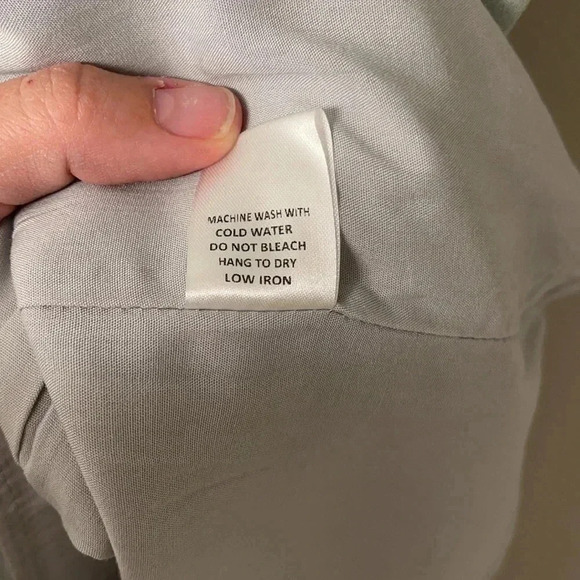 MACHINE WASH WITH
COLD WATER
DO NOT BLEACH
HANG TO DRY
LOW IRON